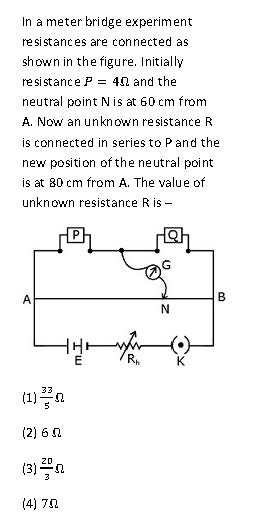 In a meter bridge experiment
resistances are connected as
shown in the figure. Initially
resistance P = 4Ω and the
neutral point N is at 60 cm from
A. Now an unknown resistance R
is connected in series to P and the
new position of the neutral point
is at 80 cm from A. The value of
unknown resistance R is –
P Q
G
A B
N
E Rh K
(1) 33/5 Ω
(2) 6 Ω
(3) 20/3 Ω
(4) 7Ω